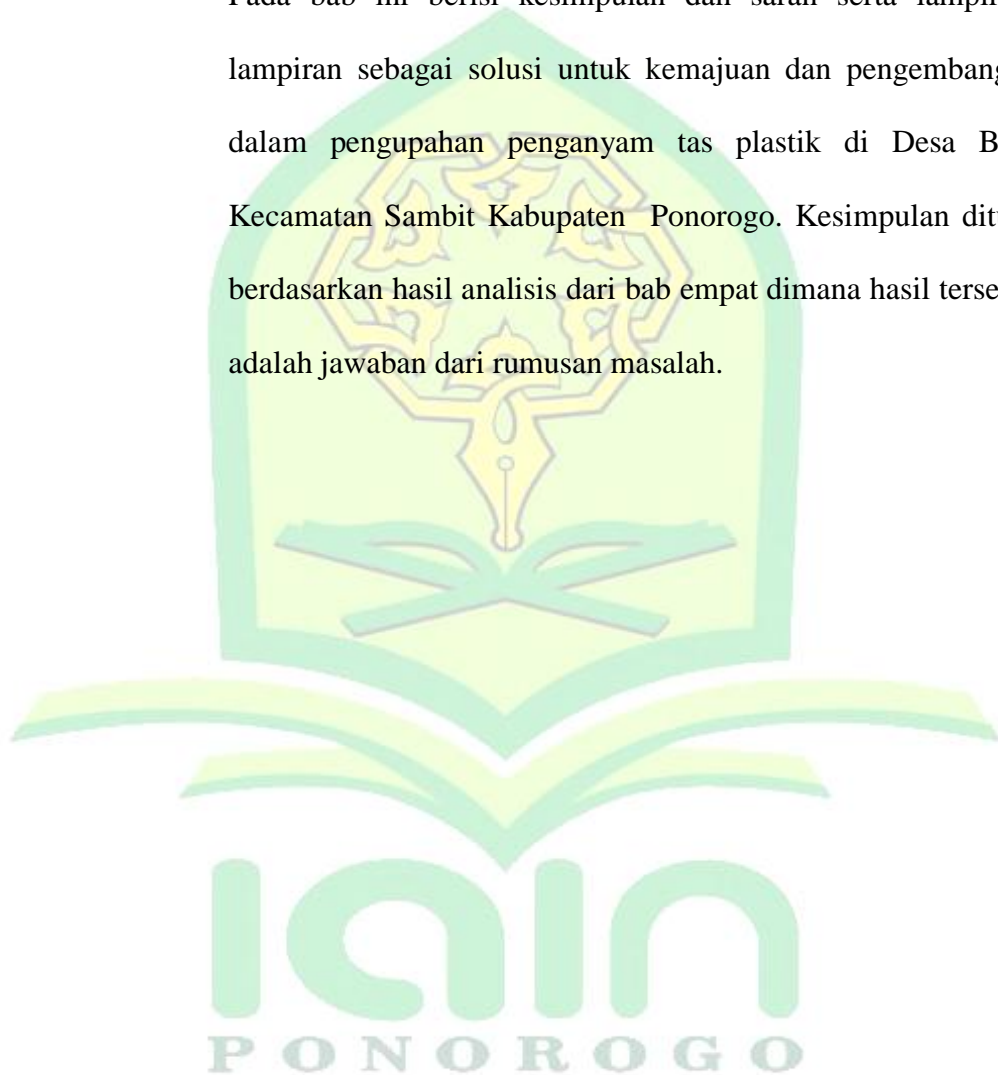 Pada bab ini berisi kesimpulan dan saran serta
lampiran sebagai solusi untuk kemajuan dan
dalam pengupahan penganyam tas plastik di Desa
Kecamatan Sambit Kabupaten Ponorogo. Kesimpulan
berdasarkan hasil analisis dari bab empat dimana hasil
adalah jawaban dari rumusan masalah.
iain
PONOROGO